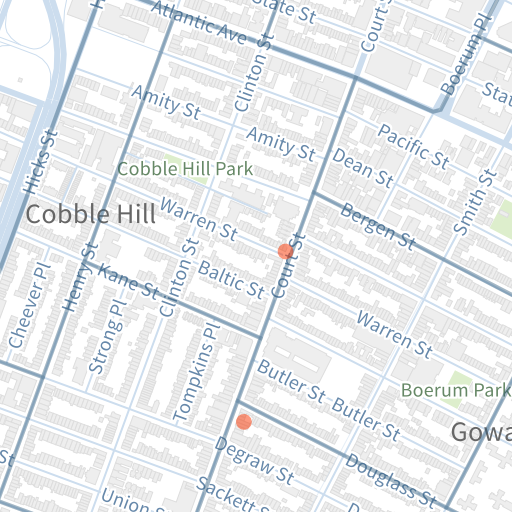 State St
Atlantic Ave
Court St
Boerum Pl
Clinton St
State
Amity St
Amity St
Pacific St
Hicks St
Cobble Hill Park
Dean St
Smith St
Cobble Hill
Warren St
Bergen St
Henry St
Clinton St
Court St
Baltic St
Kane St
Cheever Pl
Strong Pl
Tompkins Pl
Warren St
Butler St
Butler St
Boerum Park
Gowa
Degraw St
Douglass St
St
Union St
Sackett S